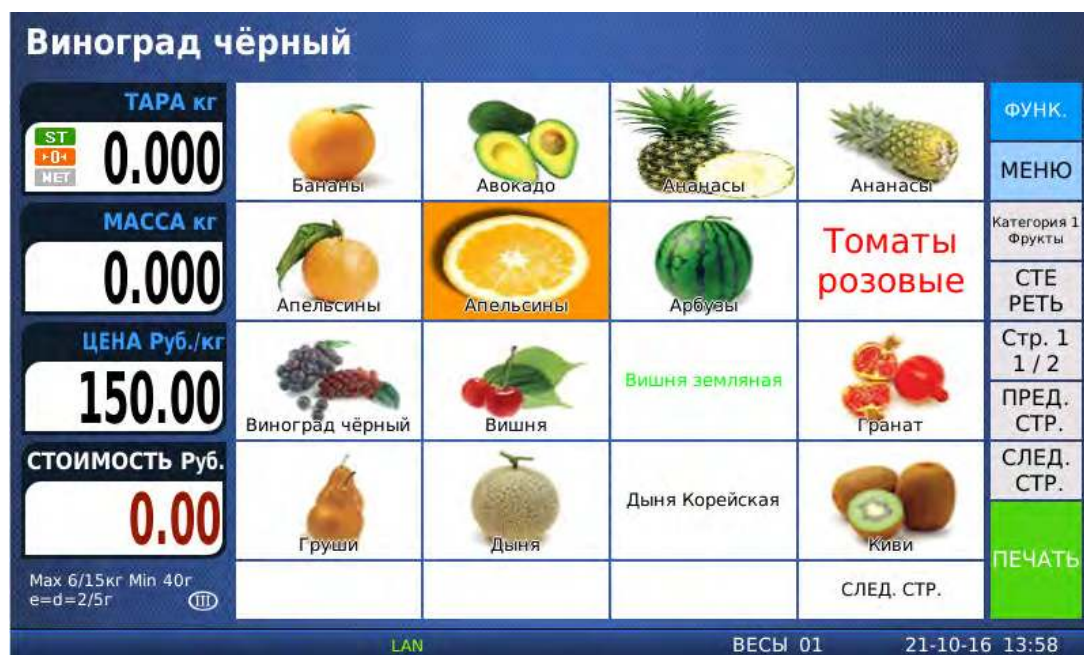 Виноград чёрный
ТАРА кг
ST
►0◄
NET
0.000
МАССА кг
0.000
ЦЕНА Руб./кг
150.00
СТОИМОСТЬ Руб.
0.00
Max 6/15кг Min 40г
e=d=2/5г
III
Бананы
Авокадо
Ананасы
Ананасы
Апельсины
Апельсины
Арбузы
Томаты
розовые
Виноград чёрный
Вишня
Вишня земляная
Гранат
Груши
Дыня
Дыня Корейская
Киви
СЛЕД. СТР.
ФУНК.
МЕНЮ
Категория 1
Фрукты
СТЕ
РЕТЬ
Стр. 1
1 / 2
ПРЕД.
СТР.
СЛЕД.
СТР.
ПЕЧАТЬ
LAN
ВЕСЫ 01
21-10-16 13:58